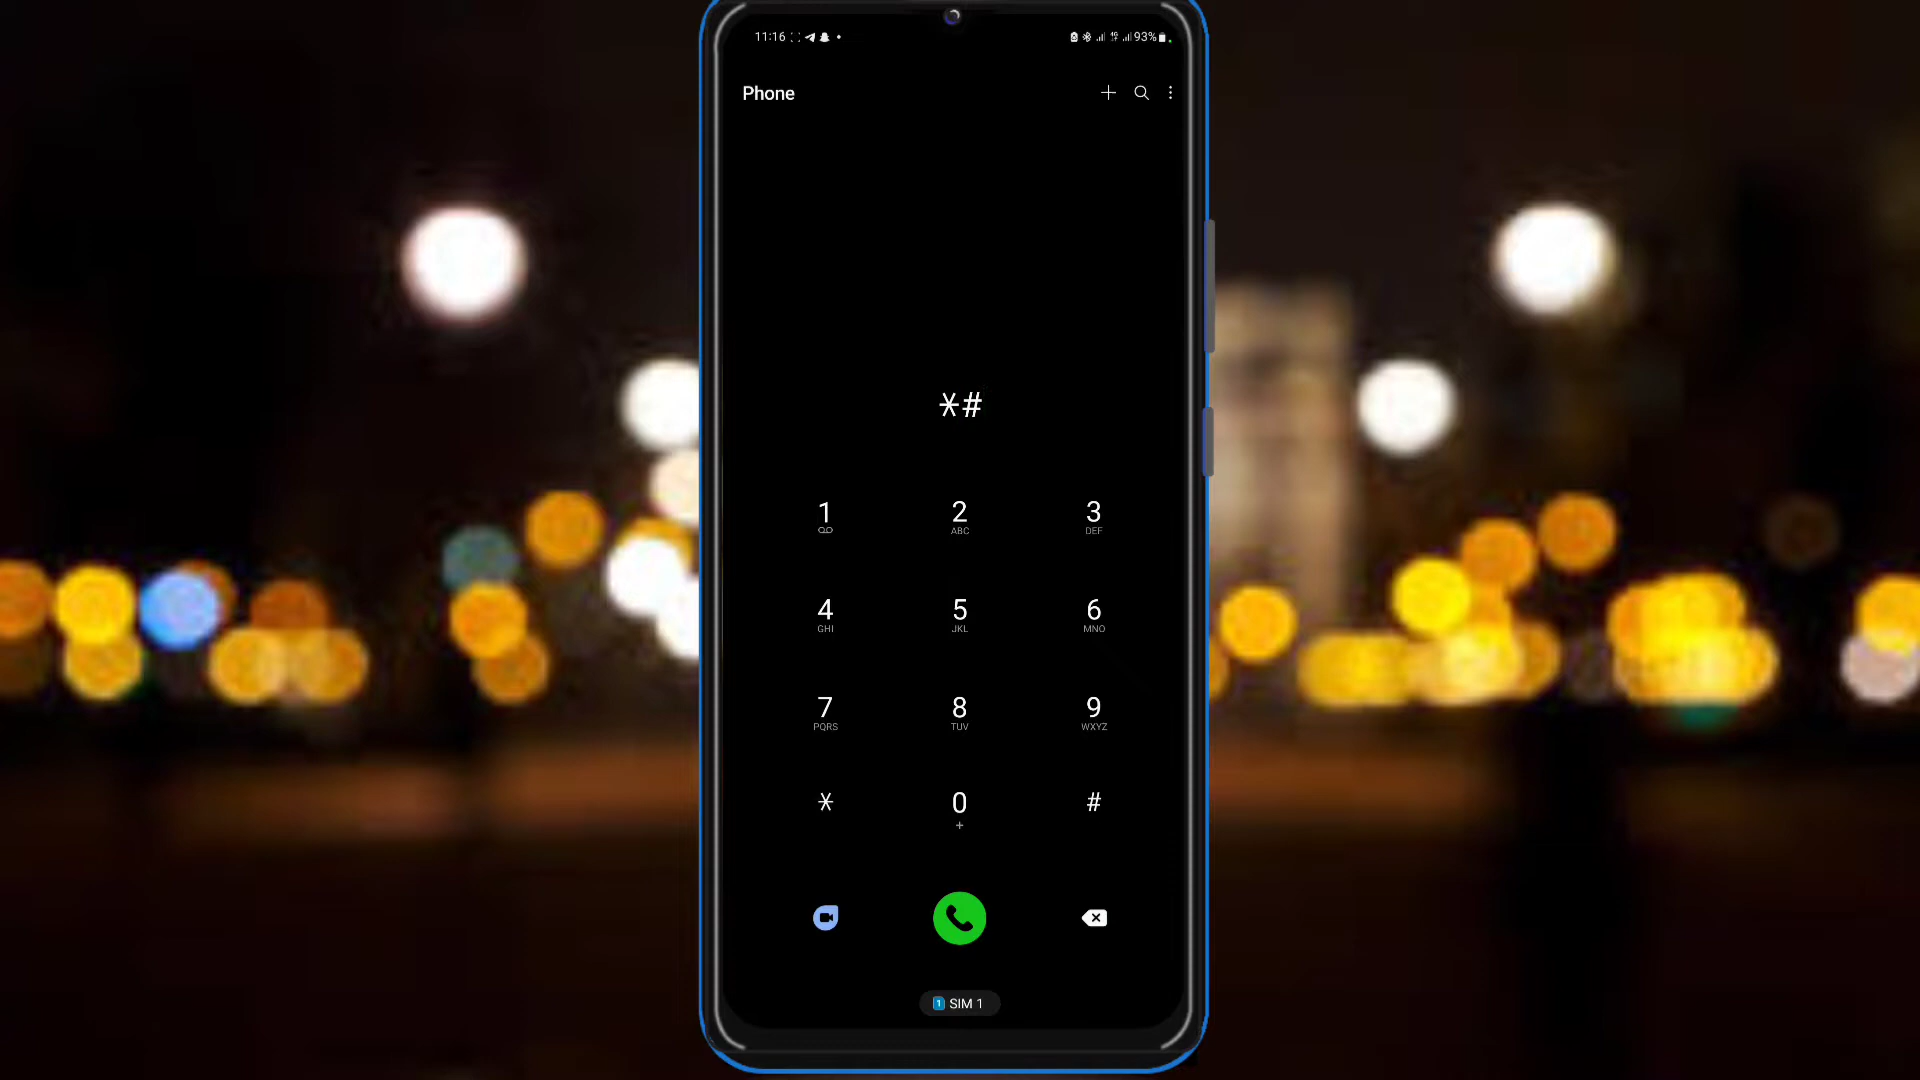 11:16 93%
Phone
*#
1 2 3
ABC DEF
4 5 6
GHI JKL MNO
7 8 9
PQRS TUV WXYZ
* 0 #
+
1 SIM 1